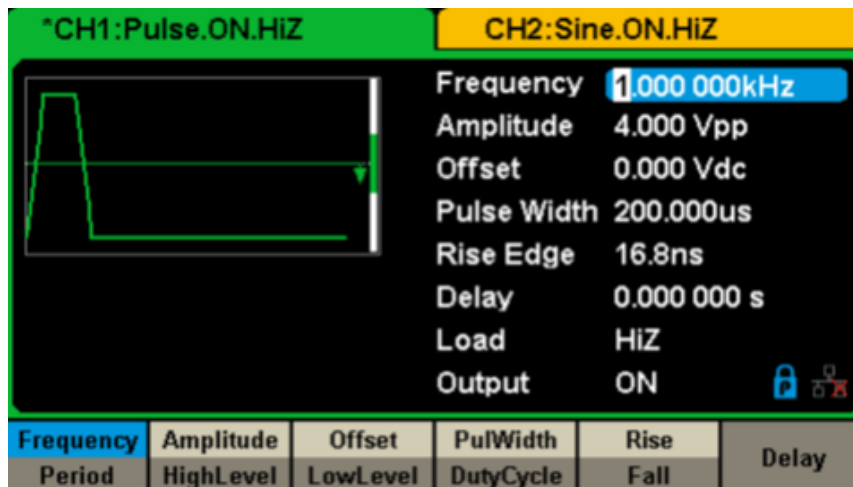 *CH1:Pulse.ON.HiZ CH2:Sine.ON.HiZ
Frequency 1.000 000kHz
Amplitude 4.000 Vpp
Offset 0.000 Vdc
Pulse Width 200.000us
Rise Edge 16.8ns
Delay 0.000 000 s
Load HiZ
Output ON
P
Frequency Amplitude Offset PulWidth Rise Delay
Period HighLevel LowLevel DutyCycle Fall